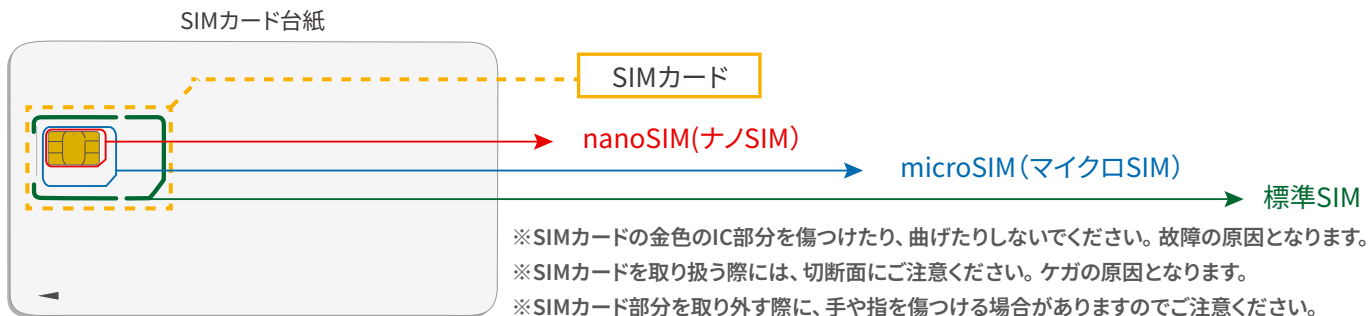 SIMカード台紙
SIMカード
nanoSIM(ナノSIM)
microSIM(マイクロSIM)
標準SIM
※SIMカードの金色のIC部分を傷つけたり、曲げたりしないでください。故障の原因となります。
※SIMカードを取り扱う際には、切断面にご注意ください。ケガの原因となります。
※SIMカード部分を取り外す際に、手や指を傷つける場合がありますのでご注意ください。